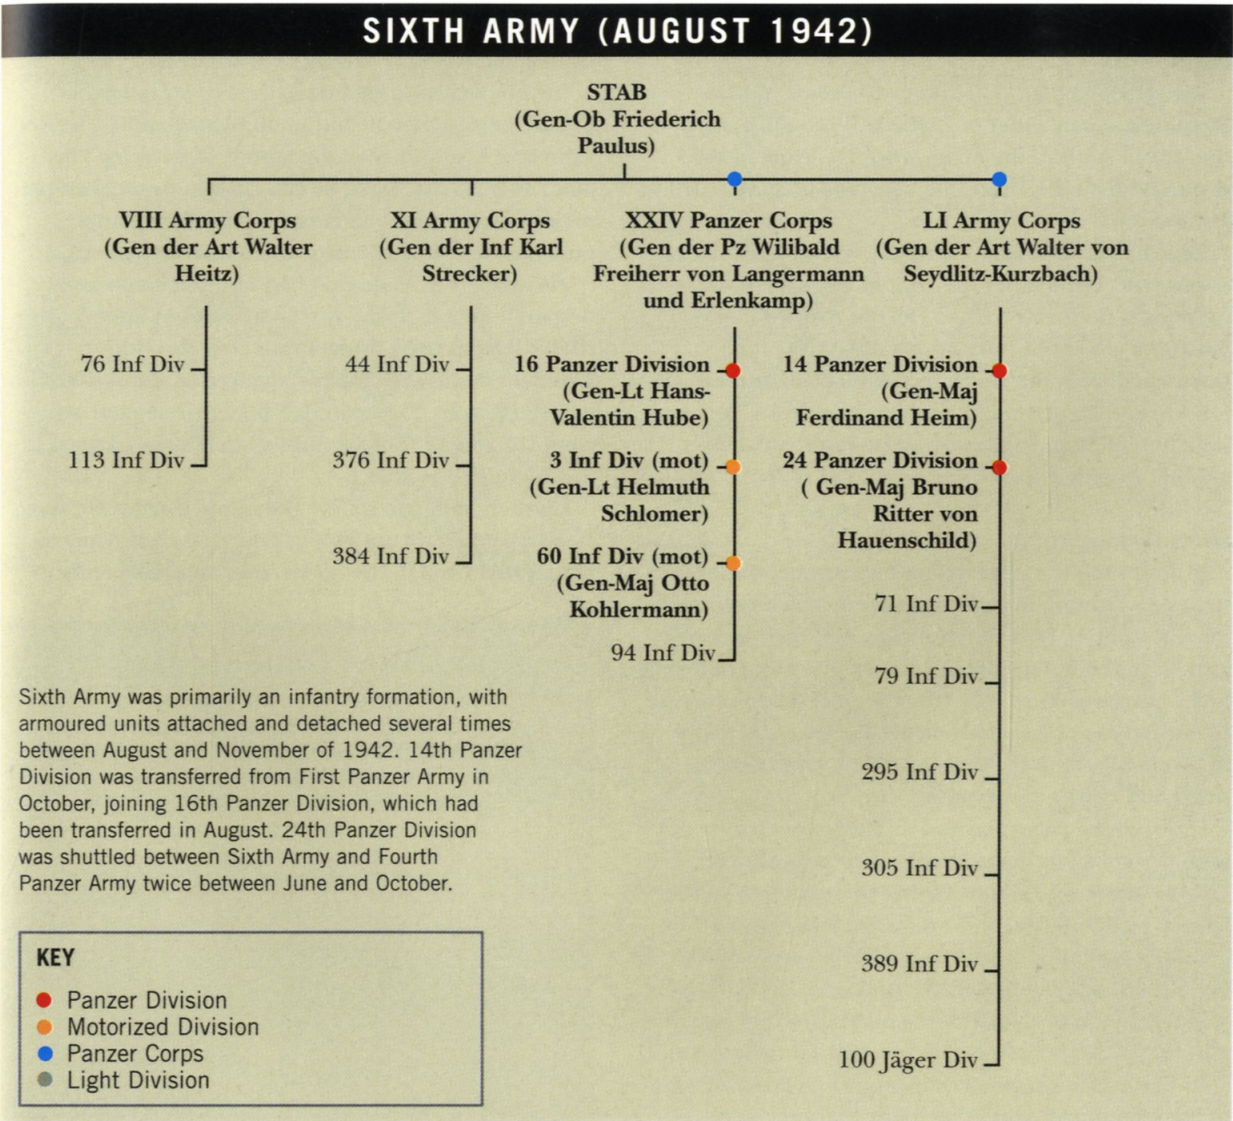 SIXTH ARMY (AUGUST 1942)
STAB
(Gen-Ob Friederich
Paulus)
VIII Army Corps
(Gen der Art Walter
Heitz)
76 Inf Div
113 Inf Div
XI Army Corps
(Gen der Inf Karl
Strecker)
44 Inf Div
376 Inf Div
384 Inf Div
XXIV Panzer Corps
(Gen der Pz Wilibald
Freiherr von Langermann
und Erlenkamp)
16 Panzer Division
(Gen-Lt Hans-
Valentin Hube)
3 Inf Div (mot)
(Gen-Lt Helmuth
Schlomer)
60 Inf Div (mot)
(Gen-Maj Otto
Kohlermann)
94 Inf Div
LI Army Corps
(Gen der Art Walter von
Seydlitz-Kurzbach)
14 Panzer Division
(Gen-Maj
Ferdinand Heim)
24 Panzer Division
( Gen-Maj Bruno
Ritter von
Hauenschild)
71 Inf Div
79 Inf Div
295 Inf Div
305 Inf Div
389 Inf Div
100 Jäger Div
Sixth Army was primarily an infantry formation, with
armoured units attached and detached several times
between August and November of 1942. 14th Panzer
Division was transferred from First Panzer Army in
October, joining 16th Panzer Division, which had
been transferred in August. 24th Panzer Division
was shuttled between Sixth Army and Fourth
Panzer Army twice between June and October.
KEY
Panzer Division
Motorized Division
Panzer Corps
Light Division